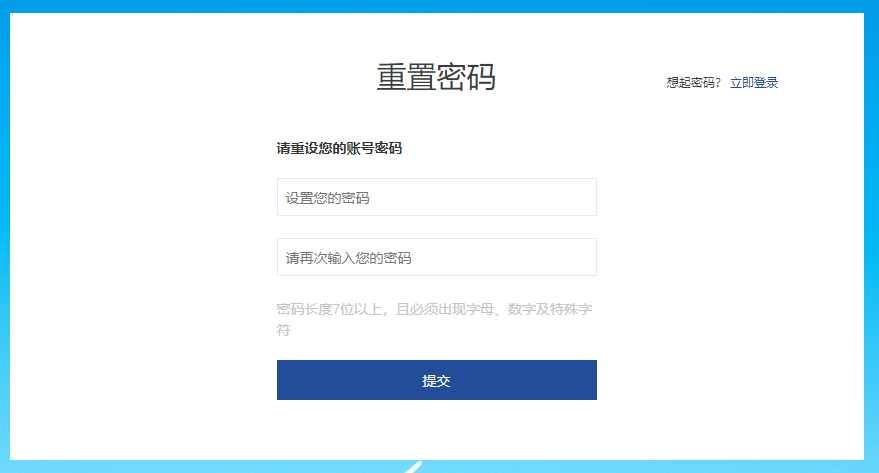 重置密码
想起密码? 立即登录
请重设您的账号密码
设置您的密码
请再次输入您的密码
密码长度7位以上，且必须出现字母、数字及特殊字
符
提交